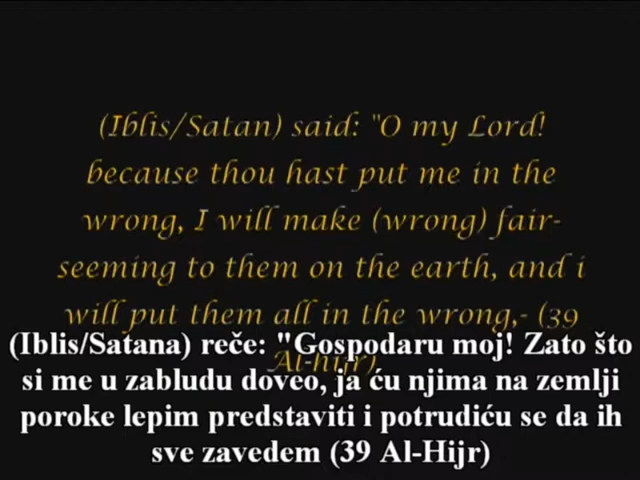 (Iblis/Satan) said: "O my Lord!
because thou hast put me in the
wrong, I will make (wrong) fair-
seeming to them on the earth, and i
will put them all in the wrong,- (39
Al-hijr)
(Iblis/Satana) reče: "Gospodaru moj! Zato što
si me u zabludu doveo, ja ću njima na zemlji
poroke lepim predstaviti i potrudiću se da ih
sve zavedem (39 Al-Hijr)